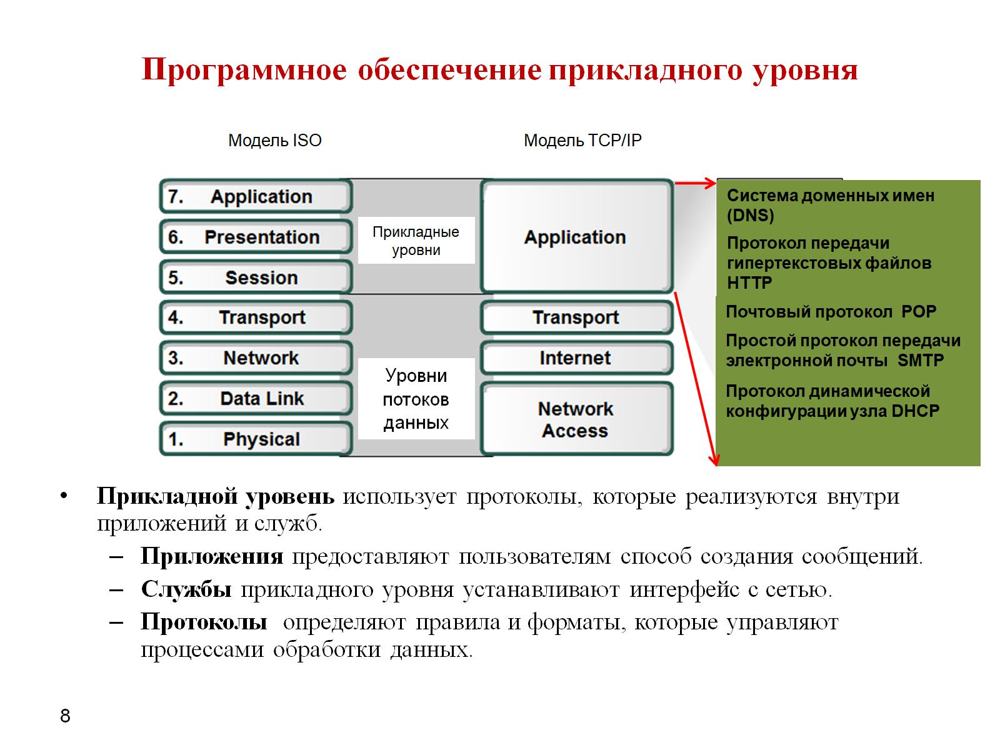 Программное обеспечение прикладного уровня
Модель ISO
Модель TCP/IP
7. Application
6. Presentation
5. Session
4. Transport
3. Network
2. Data Link
1. Physical
Прикладные
уровни
Уровни
потоков
данных
Application
Transport
Internet
Network
Access
Система доменных имен
(DNS)
Протокол передачи
гипертекстовых файлов
HTTP
Почтовый протокол POP
Простой протокол передачи
электронной почты SMTP
Протокол динамической
конфигурации узла DHCP
• Прикладной уровень использует протоколы, которые реализуются внутри
приложений и служб.
– Приложения предоставляют пользователям способ создания сообщений.
– Службы прикладного уровня устанавливают интерфейс с сетью.
– Протоколы определяют правила и форматы, которые управляют
процессами обработки данных.
8